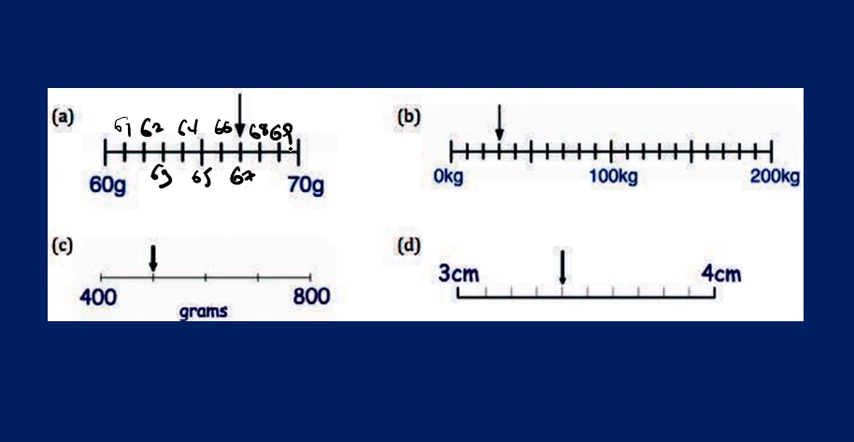 (a)
61 62 64 66 68 69
63 65 67
60g 70g
(b)
0kg 100kg 200kg
(c)
400 800
grams
(d)
3cm 4cm